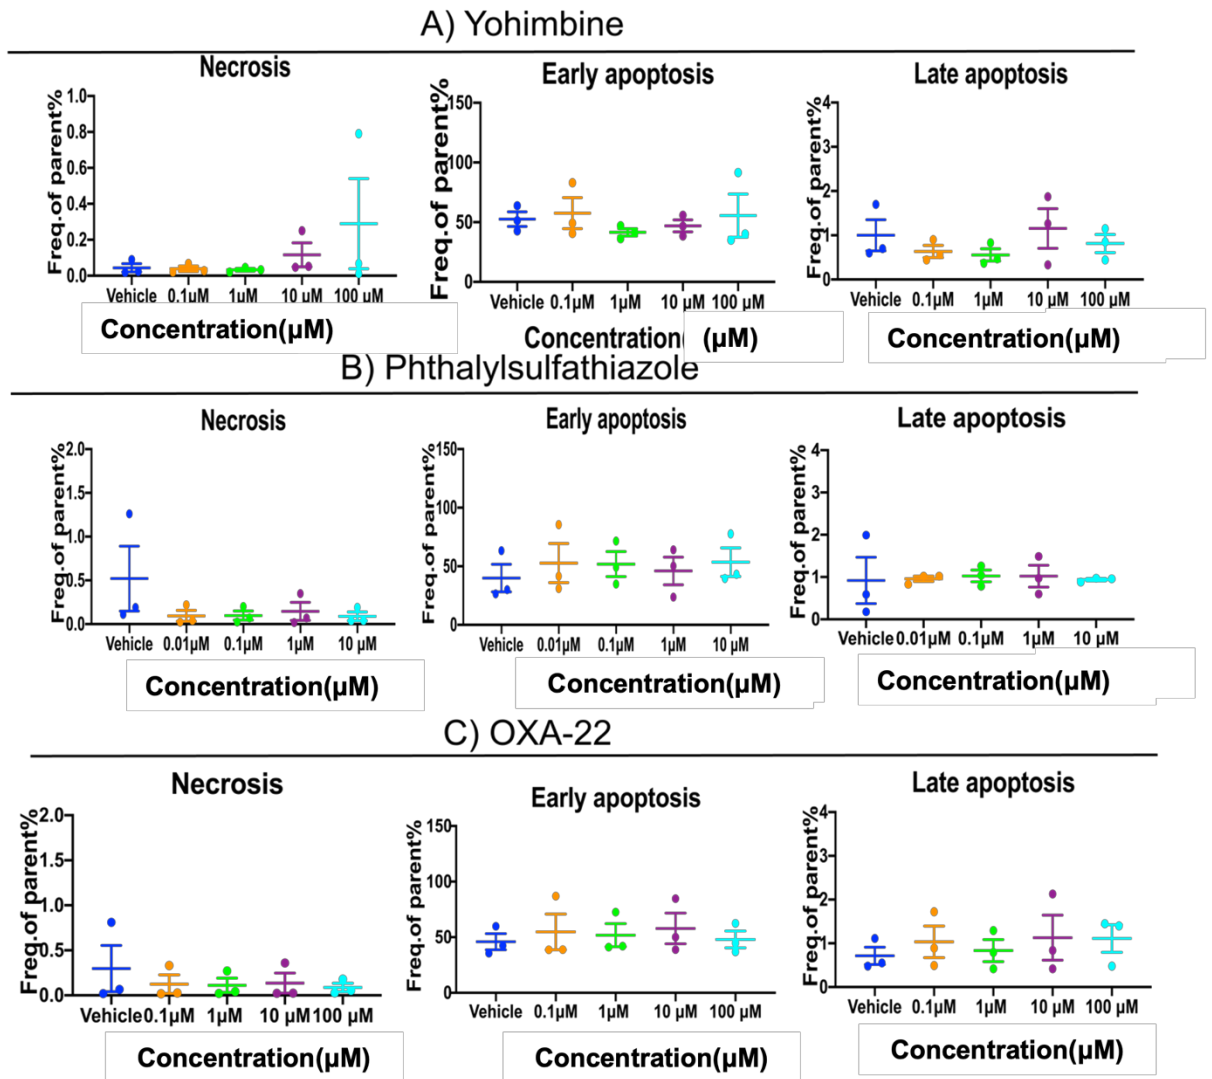 A) Yohimbine
Necrosis
Early apoptosis
Late apoptosis
Freq.of parent%
1.0
0.8
0.6
0.4
0.2
0.0
Vehicle 0.1µM 1µM 10 µM 100 µM
Concentration(µM)
Freq.of parent%
150
100
50
0
Vehicle 0.1µM 1µM 10 µM 100 µM
Concentration( (µM)
Freq.of parent%
4
3
2
1
0
Vehicle 0.1µM 1µM 10 µM 100 µM
Concentration(µM)
B) Phthalylsulfathiazole
Necrosis
Early apoptosis
Late apoptosis
Freq.of parent%
2.0
1.5
1.0
0.5
0.0
Vehicle 0.01µM 0.1µM 1µM 10 µM
Concentration(µM)
Freq.of parent%
150
100
50
0
Vehicle 0.01µM 0.1µM 1µM 10 µM
Concentration(µM)
Freq.of parent%
4
3
2
1
0
Vehicle 0.01µM 0.1µM 1µM 10 µM
Concentration(µM)
C) OXA-22
Necrosis
Early apoptosis
Late apoptosis
Freq.of parent%
2.0
1.5
1.0
0.5
0.0
Vehicle 0.1µM 1µM 10 µM 100 µM
Concentration(µM)
Freq.of parent%
150
100
50
0
Vehicle 0.1µM 1µM 10 µM 100 µM
Concentration(µM)
Freq.of parent%
4
3
2
1
0
Vehicle 0.1µM 1µM 10 µM 100 µM
Concentration(µM)